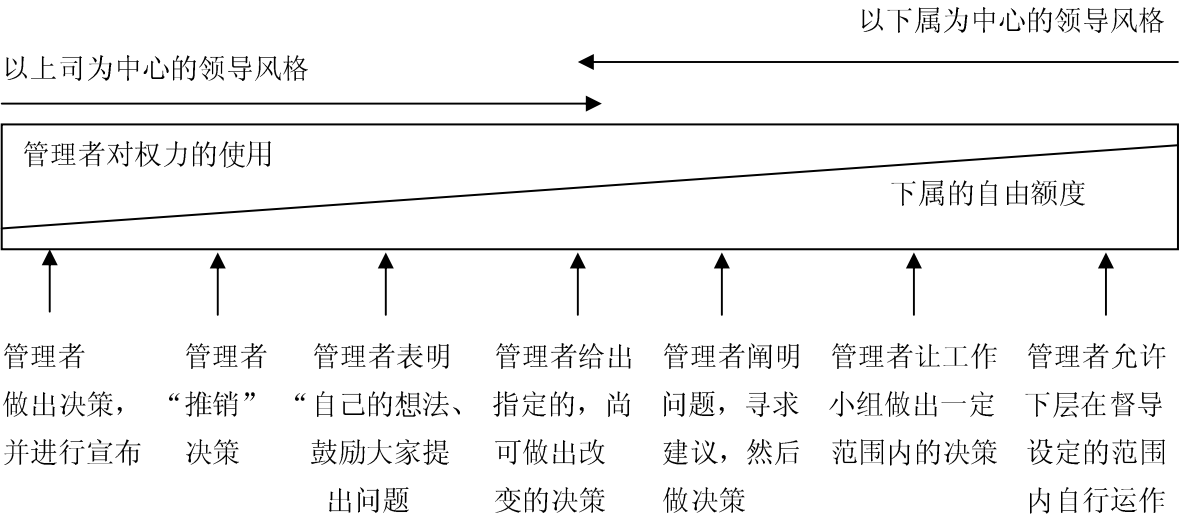 以下属为中心的领导风格
以上司为中心的领导风格
管理者对权力的使用
下属的自由额度
管理者
做出决策，
并进行宣布
管理者
“推销”
决策
管理者表明
“自己的想法、
鼓励大家提
出问题
管理者给出
指定的，尚
可做出改
变的决策
管理者阐明
问题，寻求
建议，然后
做决策
管理者让工作
小组做出一定
范围内的决策
管理者允许
下层在督导
设定的范围
内自行运作